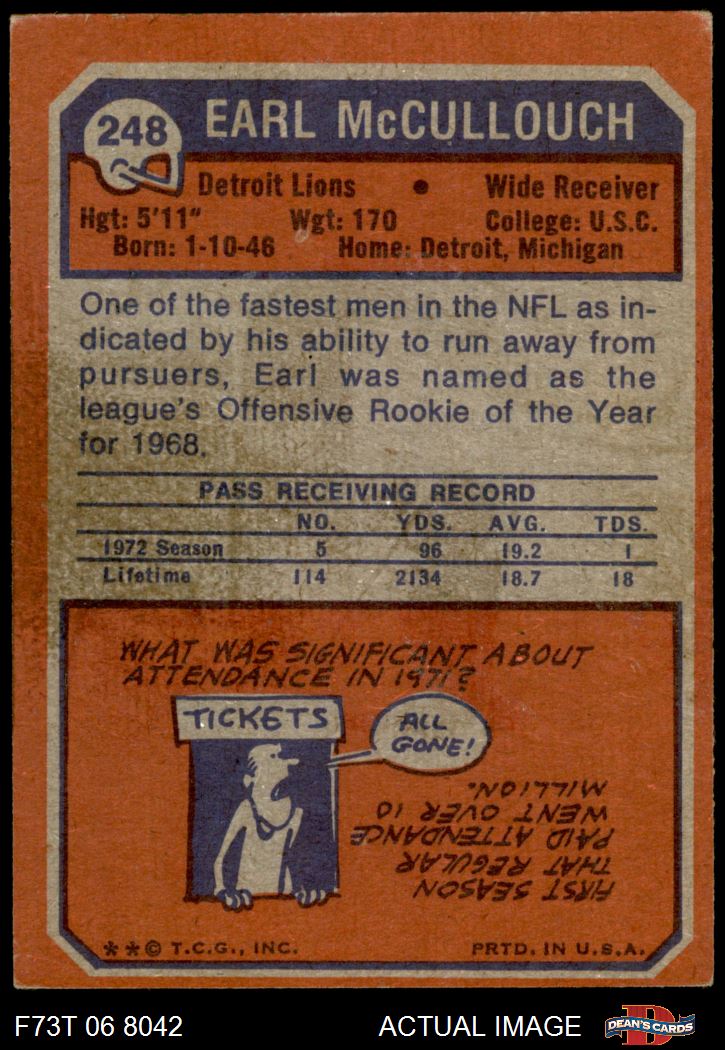 248 EARL McCULLOUCH
Detroit Lions • Wide Receiver
Hgt: 5'11" Wgt: 170 College: U.S.C.
Born: 1-10-46 Home: Detroit, Michigan
One of the fastest men in the NFL as in-
dicated by his ability to run away from
pursuers, Earl was named as the
league's Offensive Rookie of the Year
for 1968.
PASS RECEIVING RECORD
NO. YDS. AVG. TDS.
1972 Season 5 96 19.2 1
Lifetime 114 2134 18.7 18
WHAT WAS SIGNIFICANT ABOUT
ATTENDANCE IN 1971?
TICKETS
ALL
GONE!
FIRST SEASON
THAT REGULAR
PAID ATTENDANCE
WENT OVER 10
MILLION.
** © T.C.G., INC. PRTD. IN U.S.A.
F73T 06 8042 ACTUAL IMAGE
D
DEAN'S CARDS